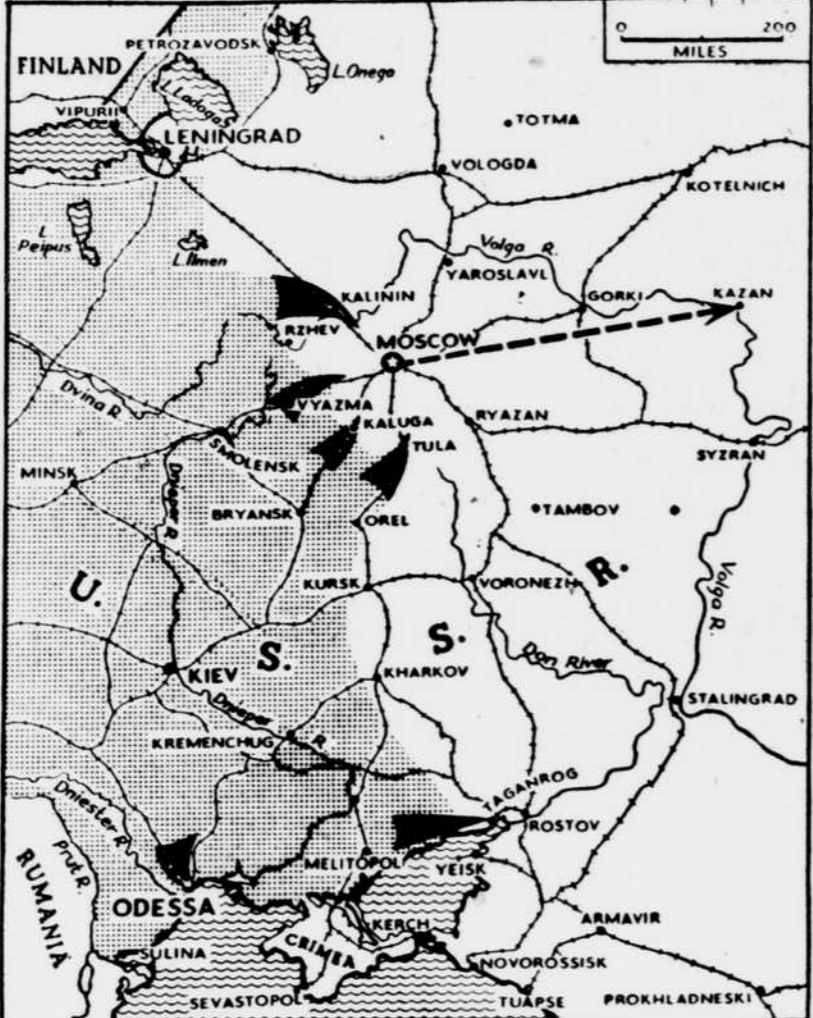 0 200
MILES
PETROZAVODSK
FINLAND
L. Onega
L. Ladoga
VIPURII
LENINGRAD
TOTMA
VOLOGDA
KOTELNICH
L. Peipus
L. Ilmen
Volga R.
YAROSLAVL
KALININ
GORKI
KAZAN
RZHEV
MOSCOW
Dvina R.
VYAZMA
KALUGA
RYAZAN
TULA
SMOLENSK
SYZRAN
MINSK
Dnieper R.
BRYANSK
OREL
TAMBOV
U. S. S. R.
KURSK
VORONEZH
Volga R.
Don River
KIEV
KHARKOV
STALINGRAD
Dnieper R.
KREMENCHUG
TAGANROG
Dniester R.
ROSTOV
Prut R.
MELITOPOL
YEISK
RUMANIA
ODESSA
KERCH
ARMAVIR
SULINA
CRIMEA
NOVOROSSISK
SEVASTOPOL
TUAPSE
PROKHLADNESKI